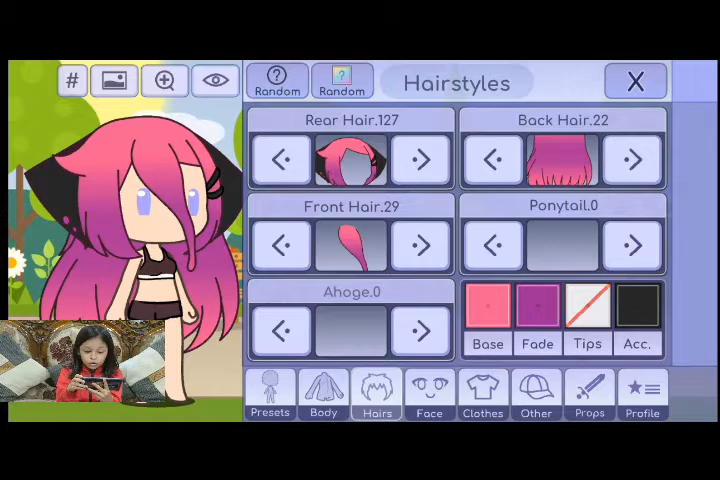 #
? Random
? Random
Hairstyles
X
Rear Hair.127
Back Hair.22
Front Hair.29
Ponytail.0
Ahoge.0
Base
Fade
Tips
Acc.
Presets
Body
Hairs
Face
Clothes
Other
Props
Profile